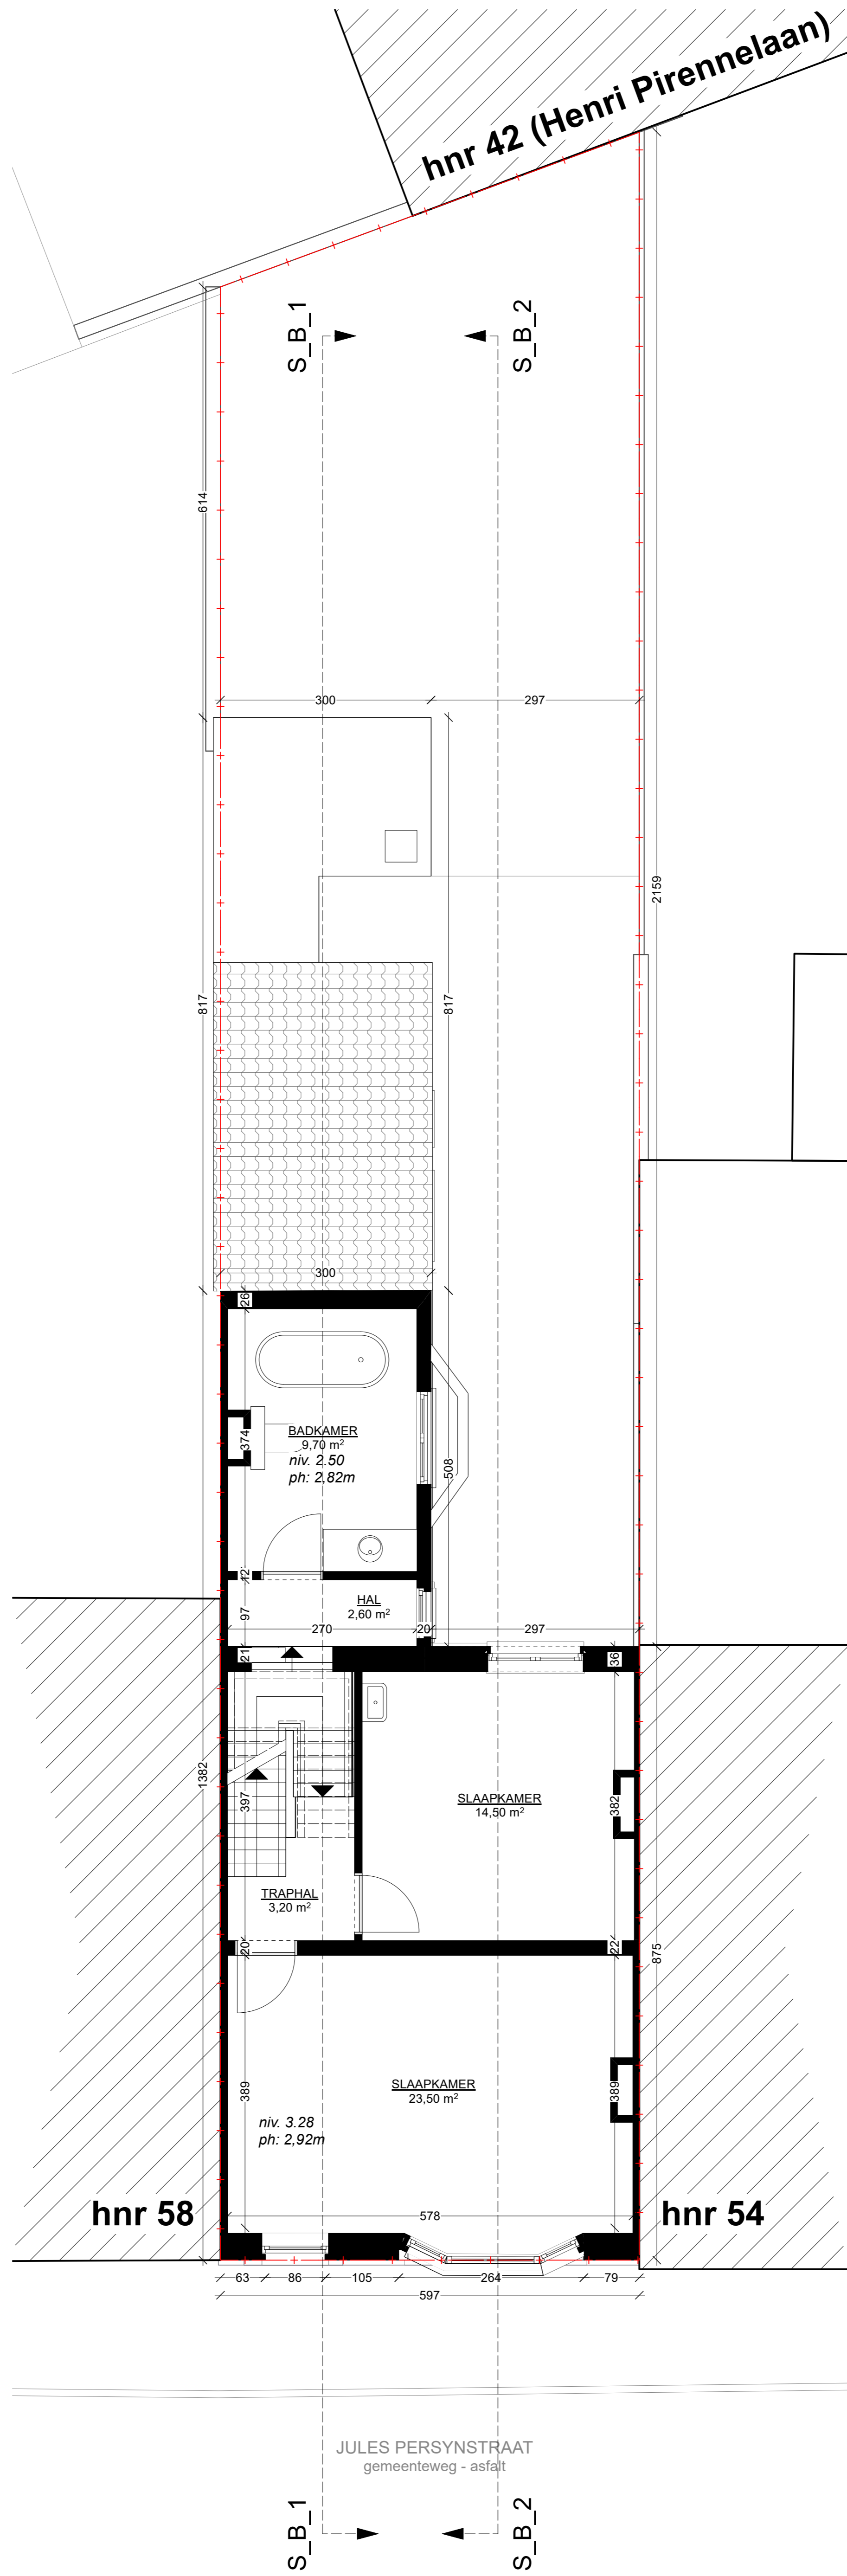 hnr 42 (Henri Pirennelaan)
S_B_1
S_B_2
614
300
297
2159
817
817
300
26
BADKAMER
9,70 m²
niv. 2.50
ph: 2,82m
374
508
12
HAL
2,60 m²
97
270
20
297
21
36
1382
397
SLAAPKAMER
14,50 m²
382
TRAPHAL
3,20 m²
20
22
875
SLAAPKAMER
23,50 m²
389
389
niv. 3.28
ph: 2,92m
hnr 58
hnr 54
578
63
86
105
264
79
597
JULES PERSYNSTRAAT
gemeenteweg - asfalt
S_B_1
S_B_2